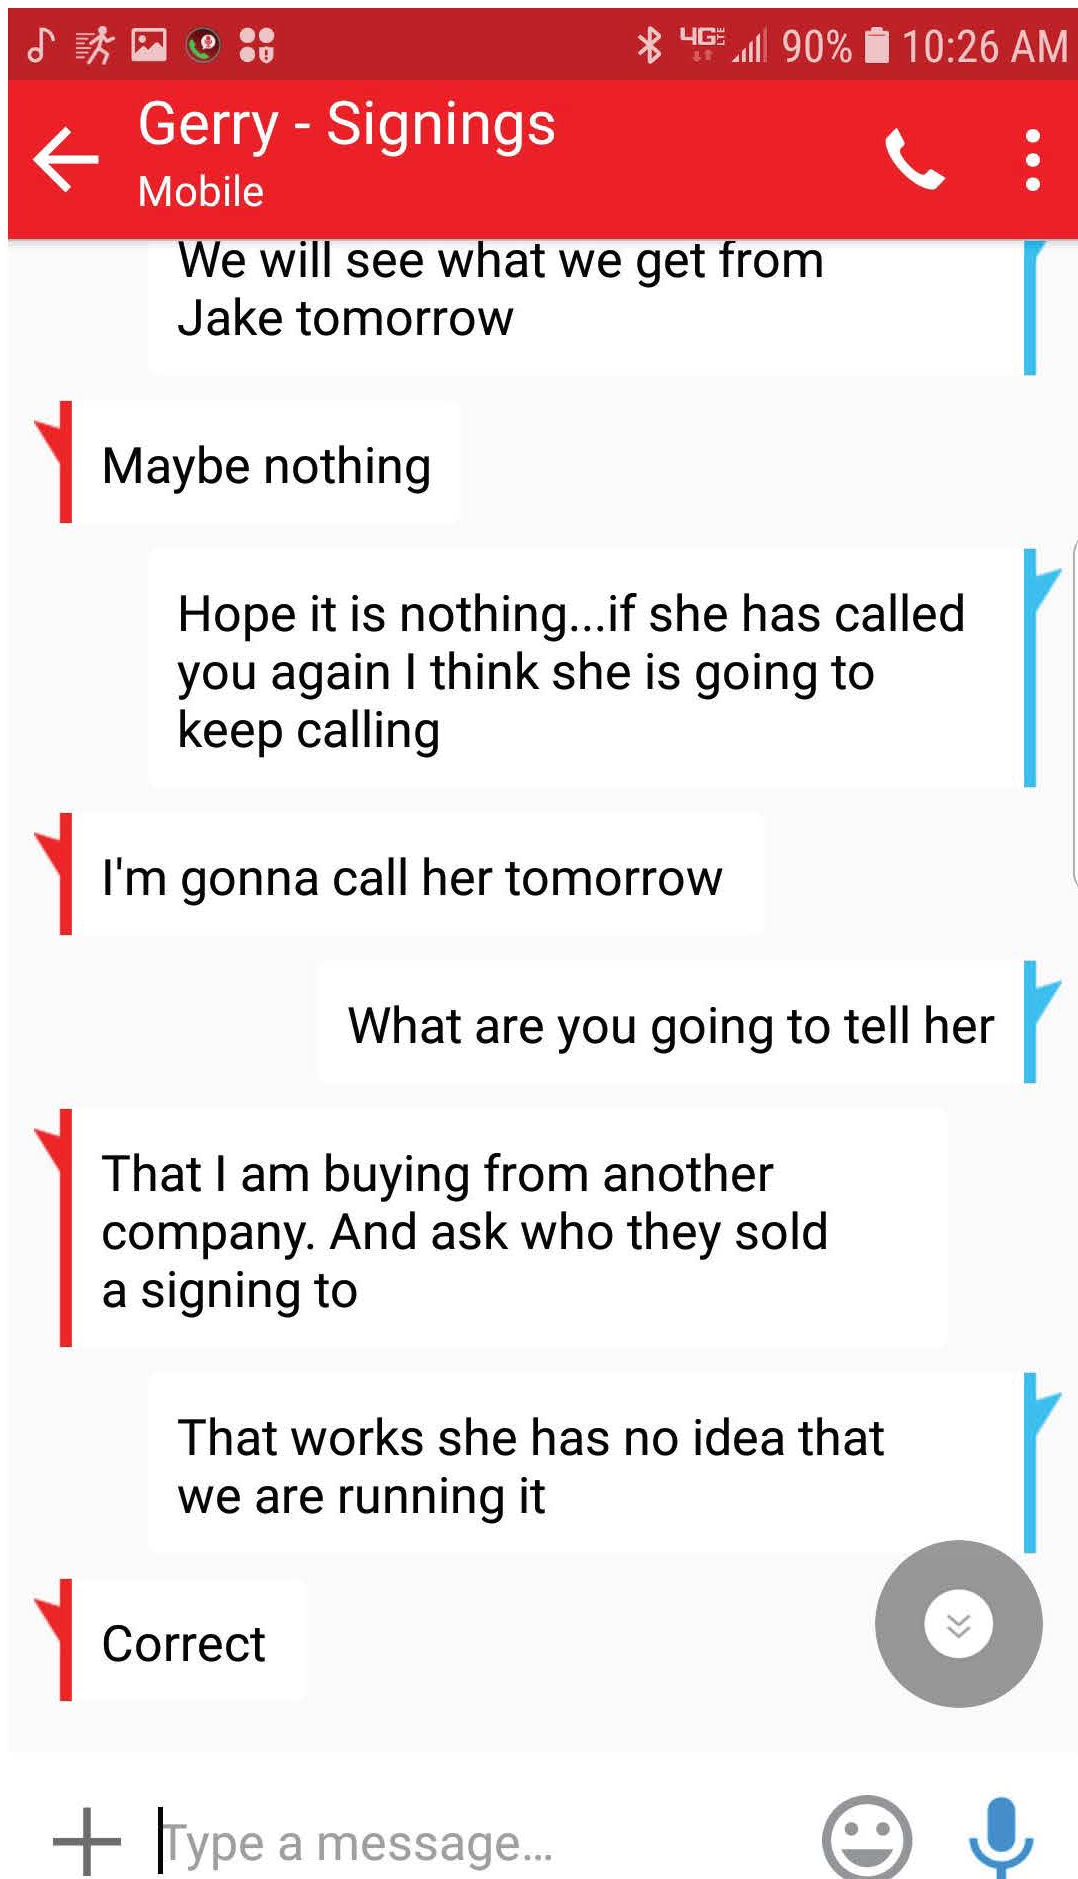 4G LTE 90% 10:26 AM
Gerry - Signings
Mobile
We will see what we get from
Jake tomorrow
Maybe nothing
Hope it is nothing...if she has called
you again I think she is going to
keep calling
I'm gonna call her tomorrow
What are you going to tell her
That I am buying from another
company. And ask who they sold
a signing to
That works she has no idea that
we are running it
Correct
Type a message...